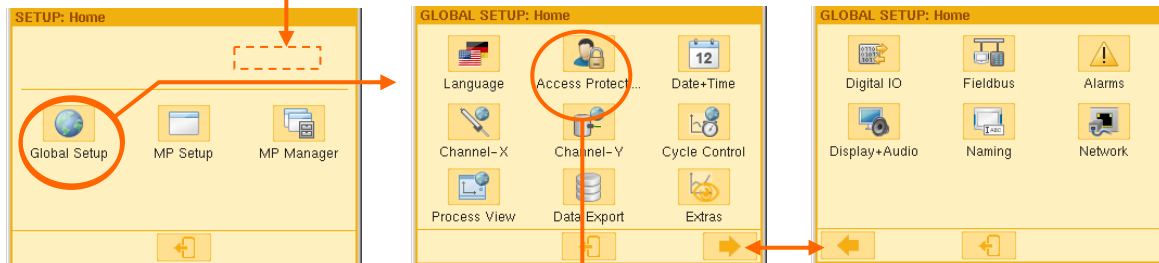 SETUP: Home
Global Setup
MP Setup
MP Manager
GLOBAL SETUP: Home
12
Language
Access Protect...
Date+Time
Channel-X
Channel-Y
Cycle Control
Process View
Data Export
Extras
GLOBAL SETUP: Home
Digital IO
Fieldbus
Alarms
ABC
Display+Audio
Naming
Network